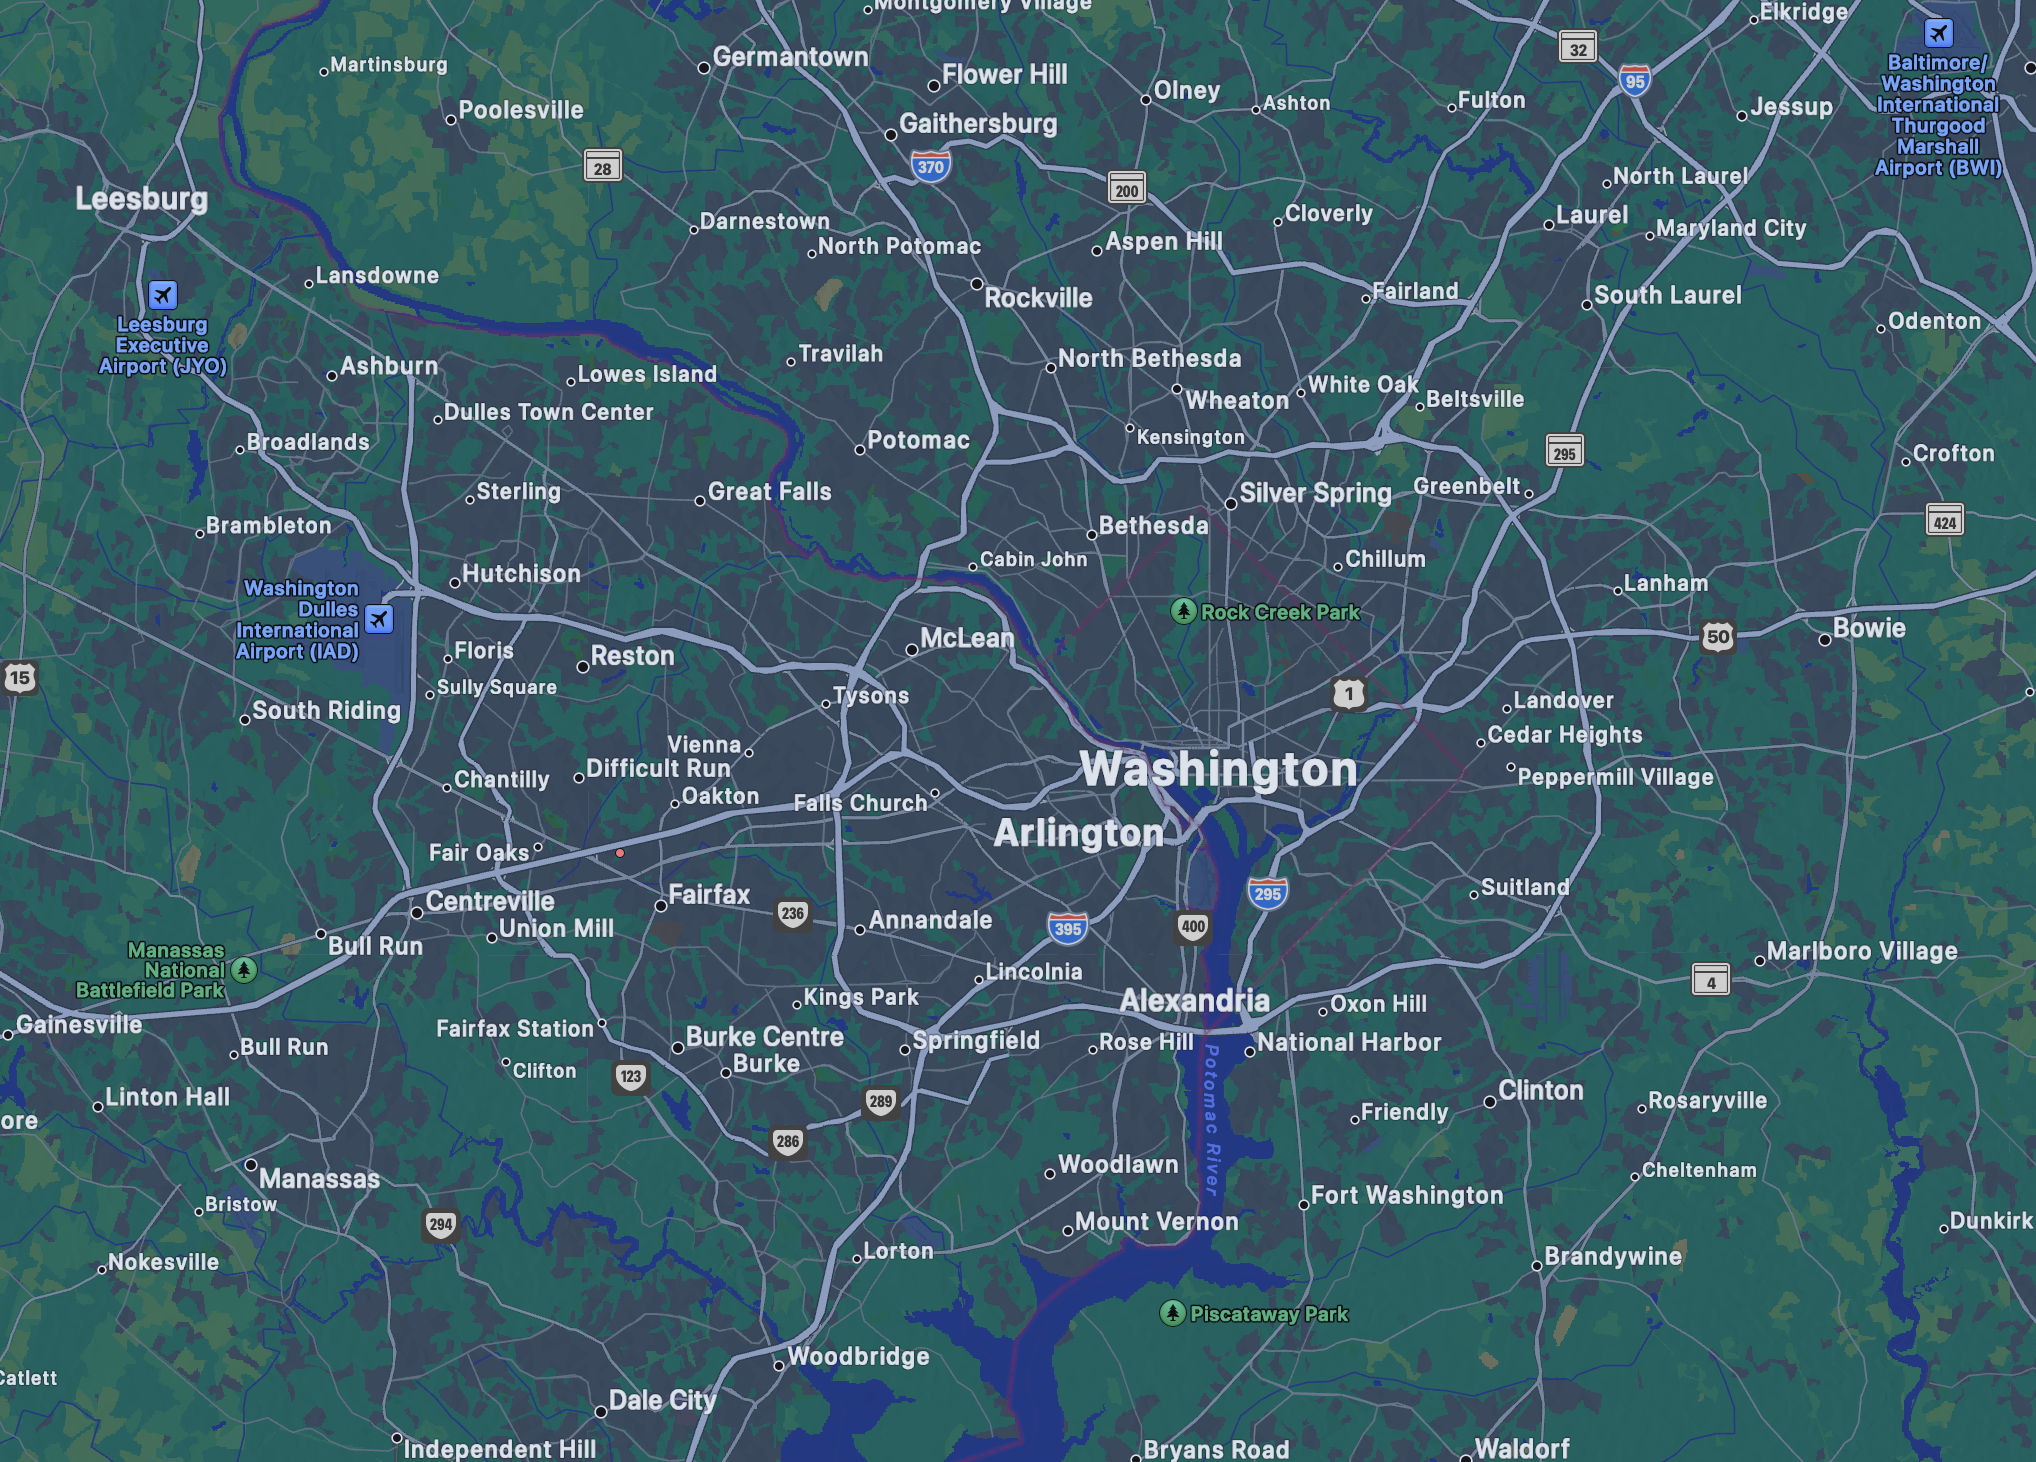 Montgomery Village
Elkridge
Germantown
Martinsburg
Flower Hill
32
95
Baltimore/
Washington
International
Thurgood
Marshall
Airport (BWI)
Poolesville
Olney
Ashton
Fulton
Jessup
Gaithersburg
28
370
200
North Laurel
Leesburg
Darnestown
North Potomac
Cloverly
Laurel
Maryland City
Aspen Hill
Lansdowne
Rockville
Fairland
South Laurel
Odenton
Leesburg
Executive
Airport (JYO)
Ashburn
Lowes Island
Travilah
North Bethesda
Wheaton
White Oak
Beltsville
Dulles Town Center
Broadlands
Potomac
Kensington
295
Crofton
Sterling
Great Falls
Silver Spring
Greenbelt
Brambleton
Bethesda
424
Cabin John
Chillum
Hutchison
Lanham
Washington
Dulles
International
Airport (IAD)
Rock Creek Park
50
Bowie
McLean
Floris
Reston
15
Sully Square
Tysons
1
Landover
South Riding
Cedar Heights
Vienna
Difficult Run
Chantilly
Washington
Peppermill Village
Oakton
Falls Church
Arlington
Fair Oaks
Fairfax
Centreville
Suitland
295
236
Annandale
395
400
Union Mill
Bull Run
Manassas
National
Battlefield Park
Marlboro Village
Lincolnia
4
Kings Park
Alexandria
Oxon Hill
Gainesville
Fairfax Station
Burke Centre
Springfield
Rose Hill
National Harbor
Bull Run
Clifton
Burke
123
Potomac River
Linton Hall
289
Clinton
Rosaryville
ore
Friendly
286
Manassas
Woodlawn
Cheltenham
Bristow
Fort Washington
294
Mount Vernon
Dunkirk
Nokesville
Lorton
Brandywine
Piscataway Park
Woodbridge
Catlett
Dale City
Independent Hill
Bryans Road
Waldorf